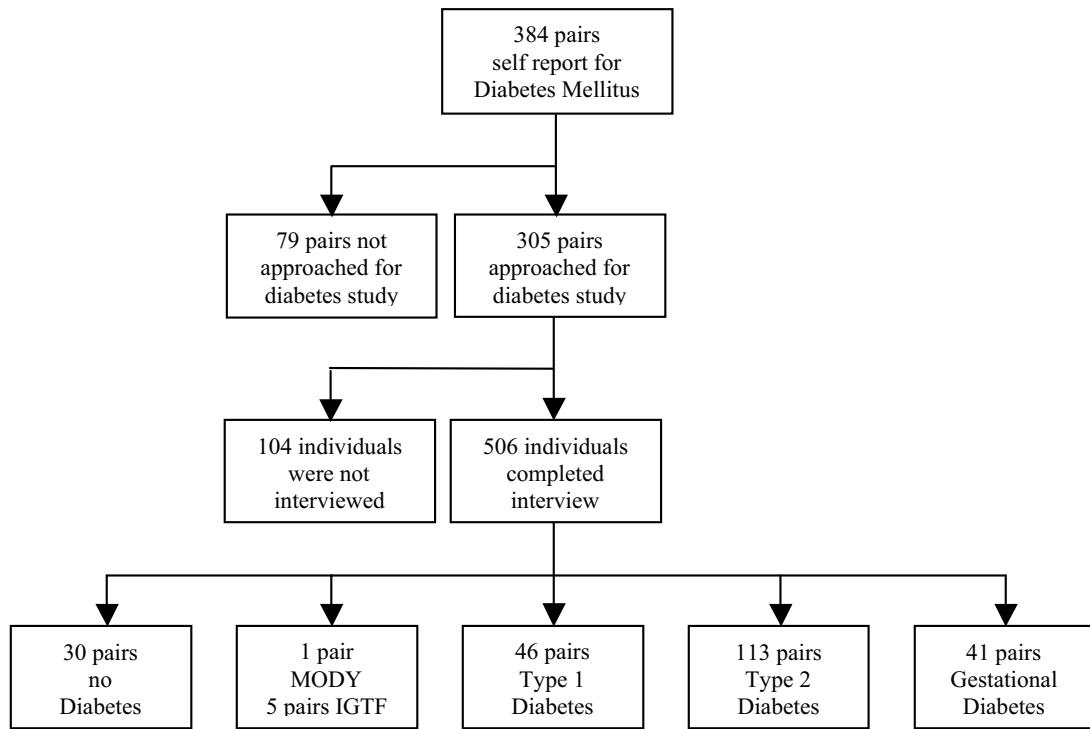 384 pairs
self report for
Diabetes Mellitus
79 pairs not
approached for
diabetes study
305 pairs
approached for
diabetes study
104 individuals
were not
interviewed
506 individuals
completed
interview
30 pairs
no
Diabetes
1 pair
MODY
5 pairs IGTF
46 pairs
Type 1
Diabetes
113 pairs
Type 2
Diabetes
41 pairs
Gestational
Diabetes